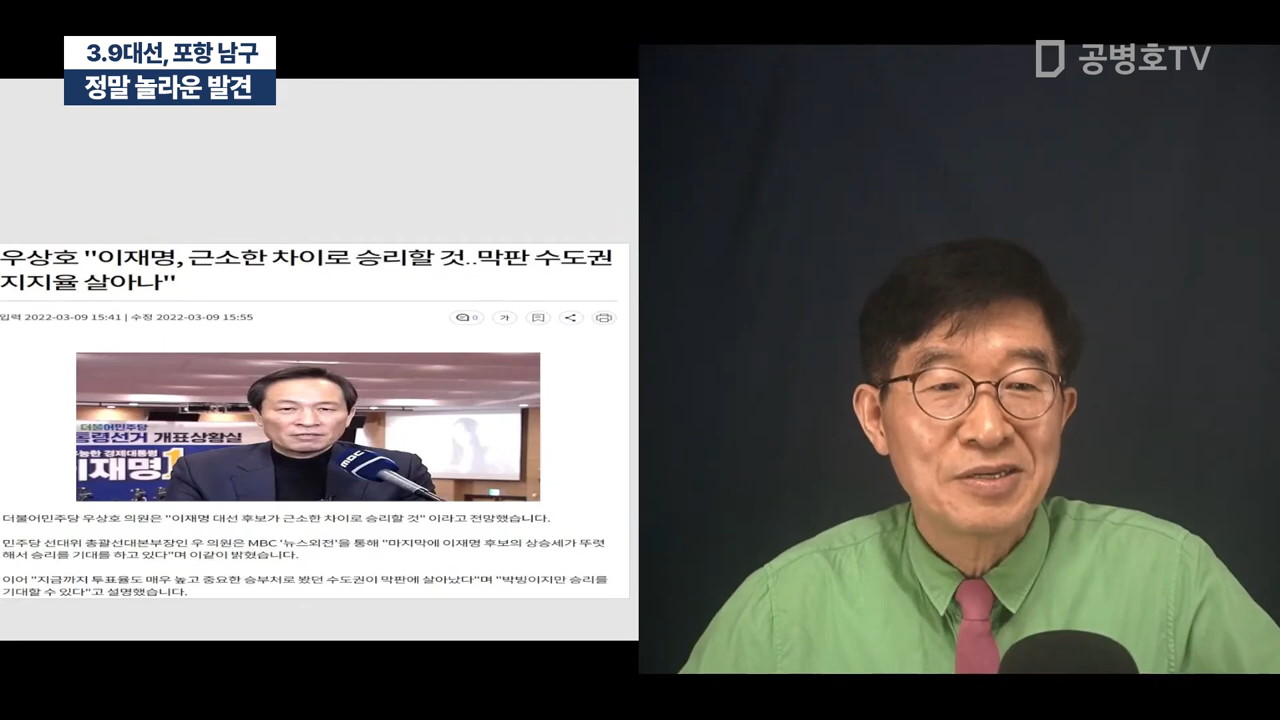 3.9대선, 포항 남구
정말 놀라운 발견
공병호TV
우상호 "이재명, 근소한 차이로 승리할 것..막판 수도권
지지율 살아나"
입력 2022-03-09 15:41 | 수정 2022-03-09 15:55
0
가
더불어민주당
통령선거 개표상황실
능한 경제대통령
이재명1
MBC
더불어민주당 우상호 의원은 "이재명 대선 후보가 근소한 차이로 승리할 것" 이라고 전망했습니다.
민주당 선대위 총괄선대본부장인 우 의원은 MBC '뉴스외전'을 통해 "마지막에 이재명 후보의 상승세가 뚜렷
해서 승리를 기대를 하고 있다"며 이같이 밝혔습니다.
이어 "지금까지 투표율도 매우 높고 중요한 승부처로 봤던 수도권이 막판에 살아났다"며 "박빙이지만 승리를
기대할 수 있다"고 설명했습니다.